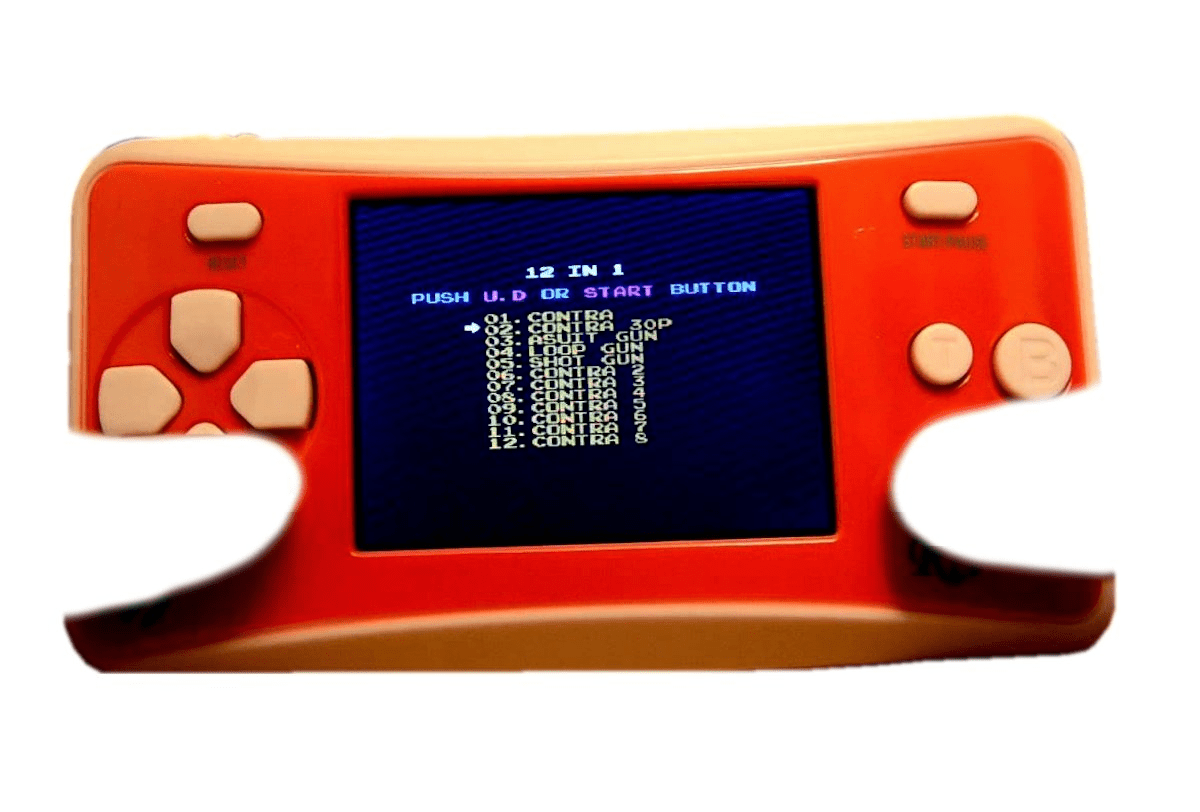 RESET
START/PAUSE
12 IN 1
PUSH U.D OR START BUTTON
01. CONTRA
02. CONTRA 30P
03. ASUIT GUN
04. LOOP GUN
05. SHOT GUN
06. CONTRA 2
07. CONTRA 3
08. CONTRA 4
09. CONTRA 5
10. CONTRA 6
11. CONTRA 7
12. CONTRA 8
T
B